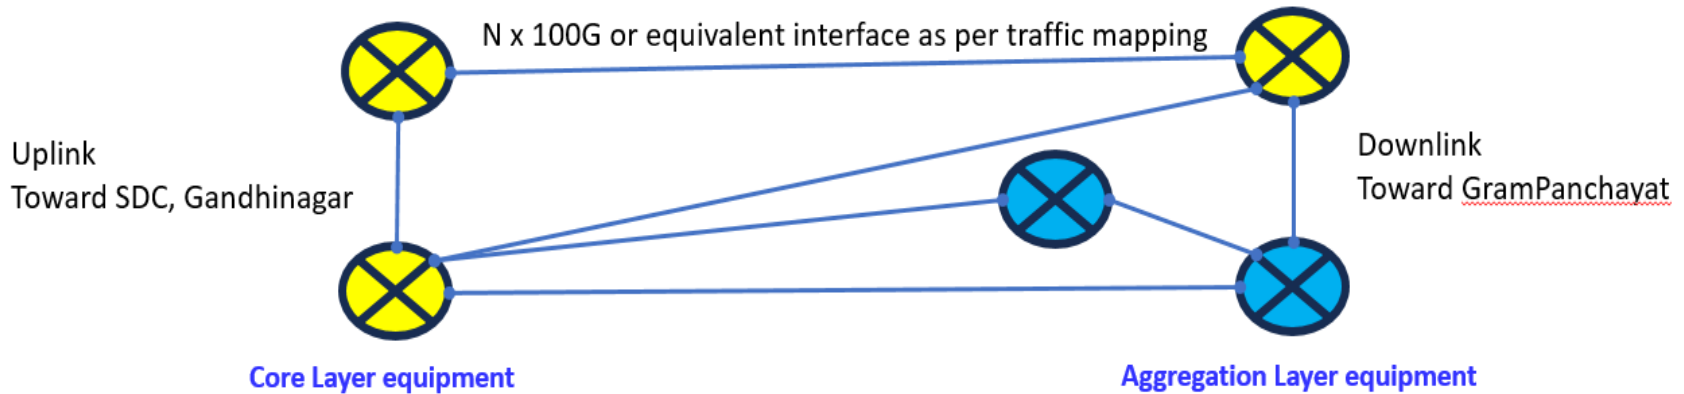 N x 100G or equivalent interface as per traffic mapping
Uplink
Toward SDC, Gandhinagar
Downlink
Toward GramPanchayat
Core Layer equipment
Aggregation Layer equipment